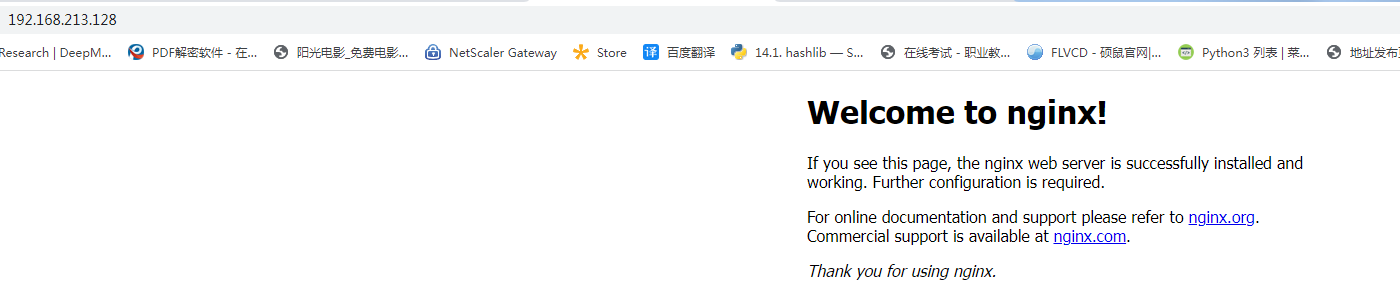 192.168.213.128
Research | DeepM... PDF解密软件 - 在... 阳光电影_免费电影... NetScaler Gateway Store 译 百度翻译 14.1. hashlib — S... 在线考试 - 职业教... FLVCD - 硕鼠官网|... Python3 列表 | 菜... 地址发布
Welcome to nginx!
If you see this page, the nginx web server is successfully installed and
working. Further configuration is required.
For online documentation and support please refer to nginx.org.
Commercial support is available at nginx.com.
Thank you for using nginx.